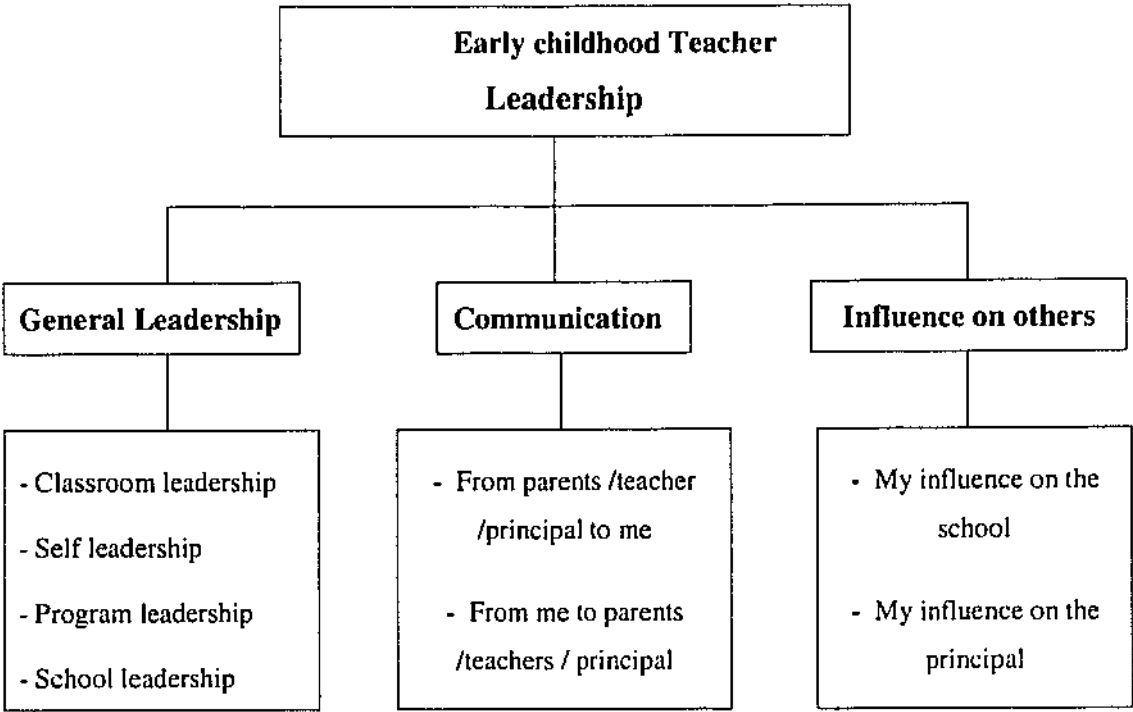 Early childhood Teacher
Leadership
General Leadership
Communication
Influence on others
- Classroom leadership
- Self leadership
- Program leadership
- School leadership
- From parents /teacher
/principal to me
- From me to parents
/teachers / principal
- My influence on the
school
- My influence on the
principal